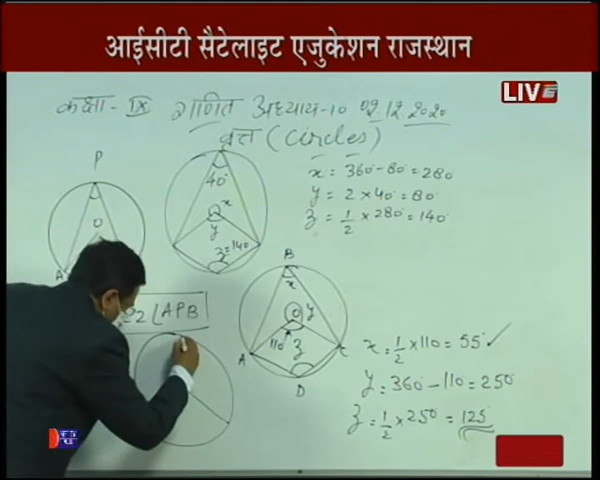 आईसीटी सैटेलाइट एजुकेशन राजस्थान
LIVE
कक्षा - IX गणित अध्याय-10 02.12.2020
वृत्त (Circles)
P
O
A
40°
x
y
z=140
x = 360°-80° = 280°
y = 2 × 40° = 80°
z = 1/2 × 280° = 140°
=2∠APB
B
x
O
y
110°
z
A
C
D
x = 1/2 × 110° = 55° ✓
y = 360° - 110° = 250°
z = 1/2 × 250° = 125°